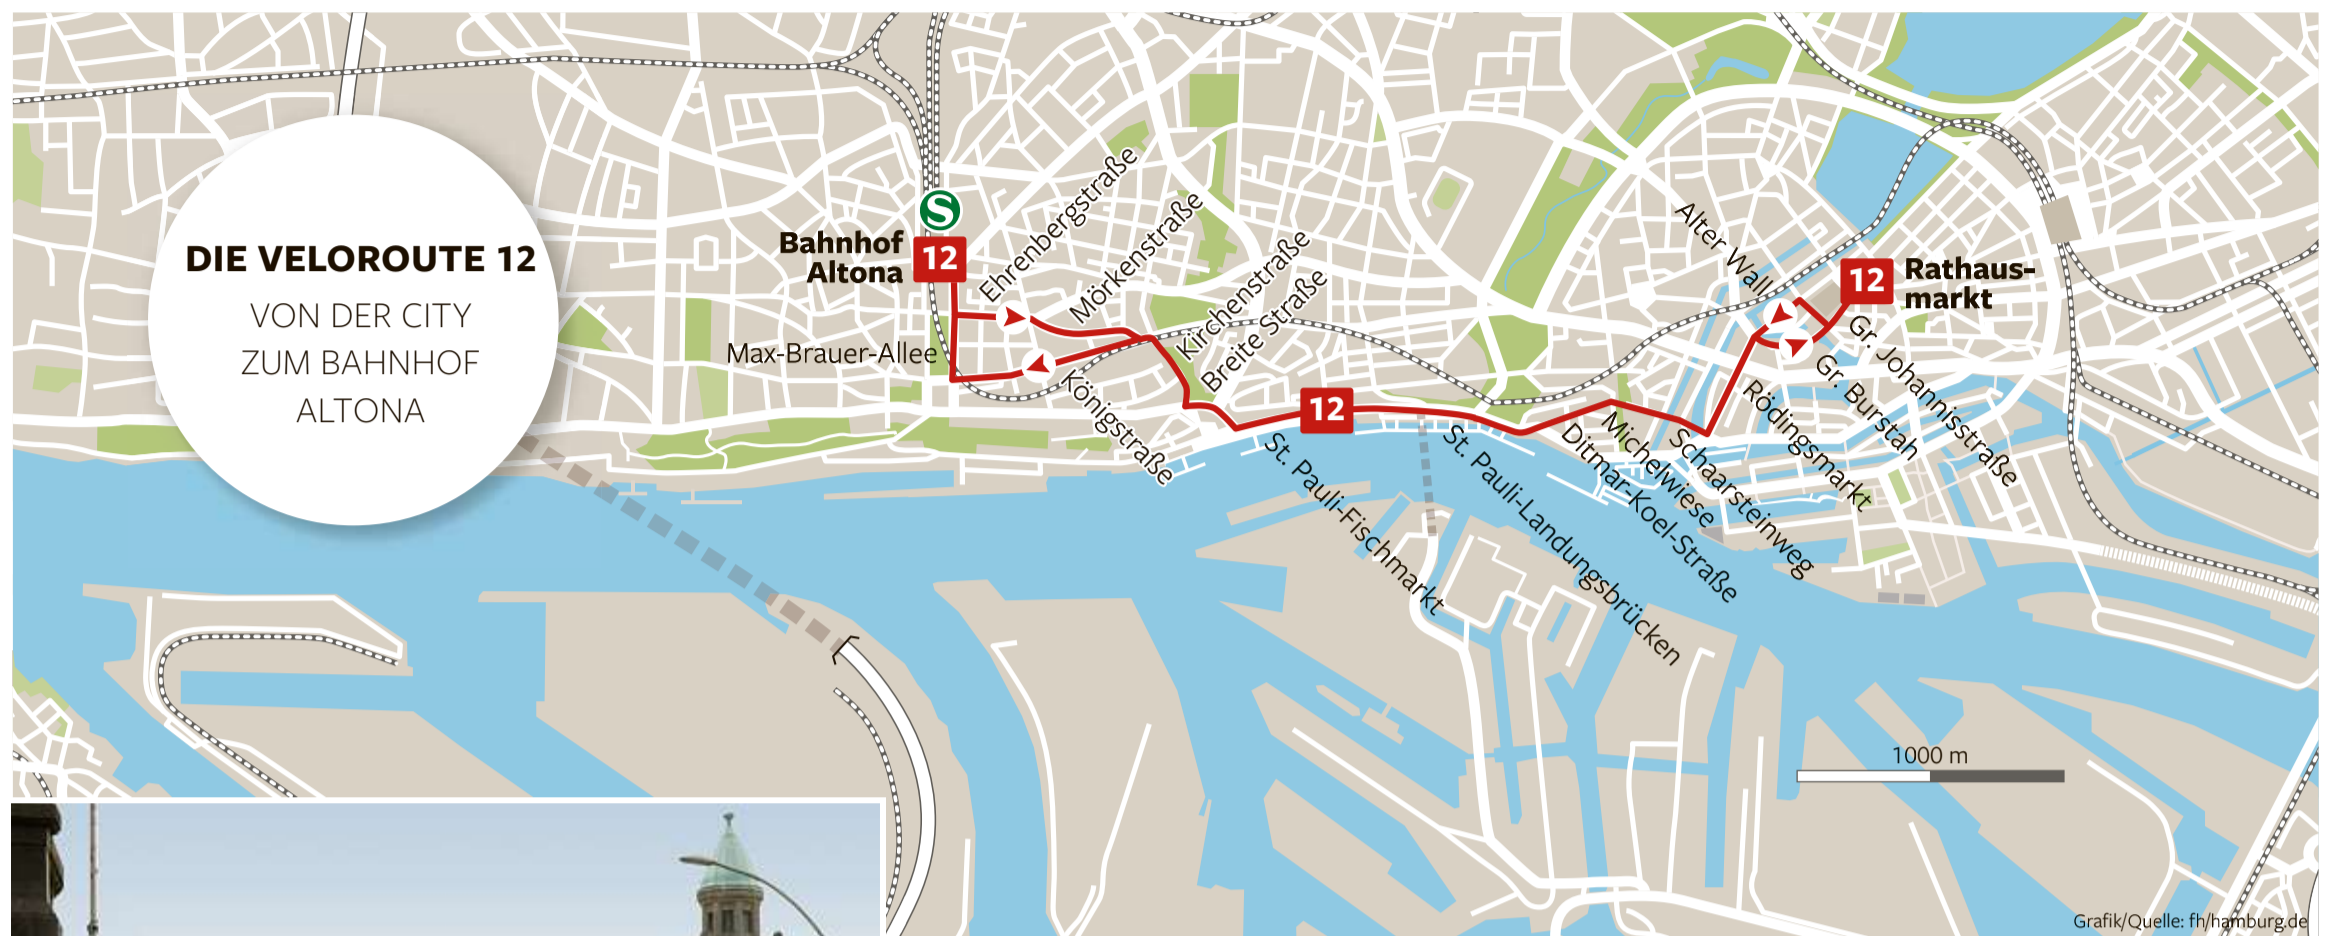 DIE VELOROUTE 12
VON DER CITY
ZUM BAHNHOF
ALTONA
S
Bahnhof
Altona
12
Ehrenbergstraße
Mörkenstraße
Kirchenstraße
Breite Straße
Max-Brauer-Allee
Königstraße
12
St. Pauli-Fischmarkt
St. Pauli-Landungsbrücken
Ditmar-Koel-Straße
Michelwiese
Schaarsteinweg
Rödingsmarkt
Gr. Burstah
Gr. Johannisstraße
Alter Wall
12
Rathaus-
markt
1000 m
Grafik/Quelle: fh/hamburg.de